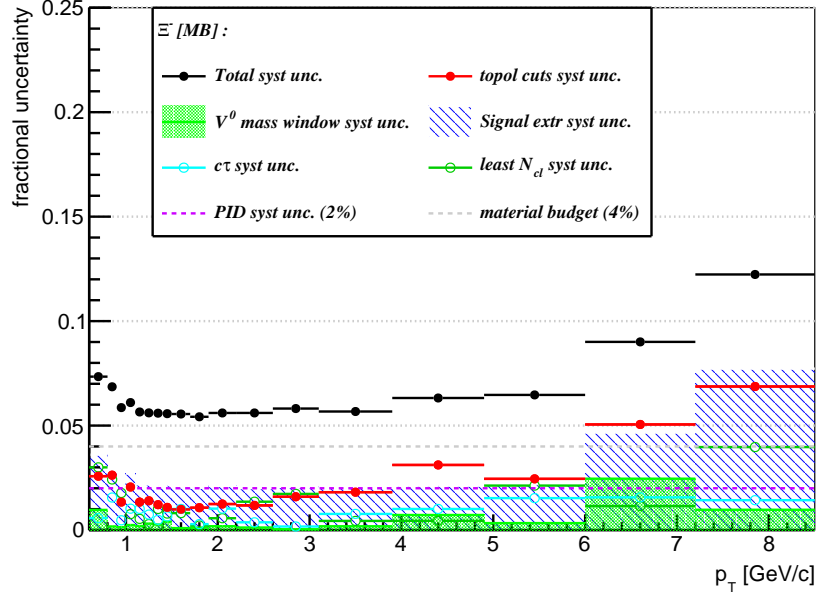 fractional uncertainty
0.25
0.2
0.15
0.1
0.05
0
Ξ⁻ [MB] :
Total syst unc.
topol cuts syst unc.
V⁰ mass window syst unc.
Signal extr syst unc.
cτ syst unc.
least N_cl syst unc.
PID syst unc. (2%)
material budget (4%)
1 2 3 4 5 6 7 8
p_T [GeV/c]